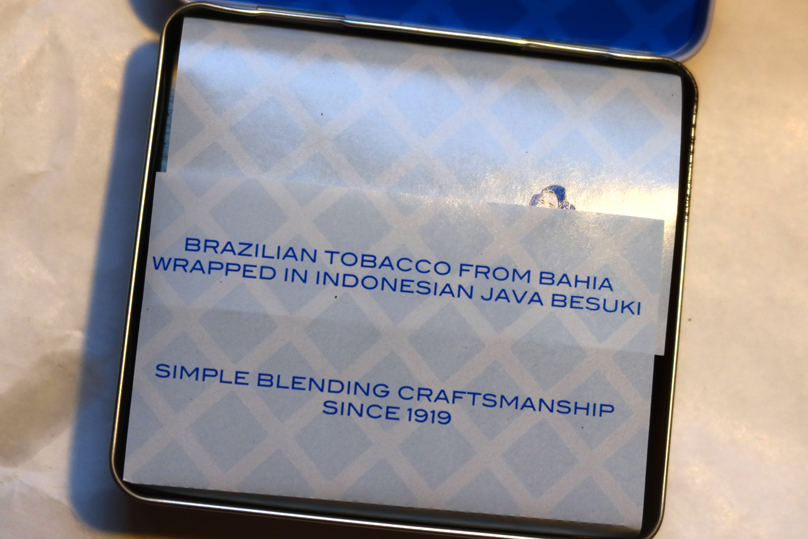 BRAZILIAN TOBACCO FROM BAHIA
WRAPPED IN INDONESIAN JAVA BESUKI
SIMPLE BLENDING CRAFTSMANSHIP
SINCE 1919